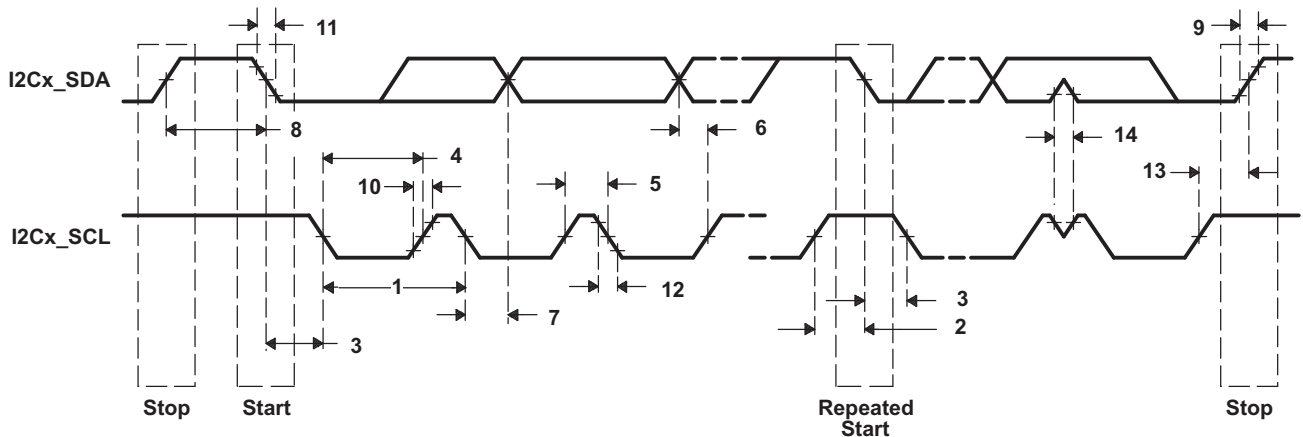 11
9
I2Cx_SDA
8
6
4
14
10
5
13
I2Cx_SCL
1
12
3
7
2
3
Stop
Start
Repeated
Start
Stop